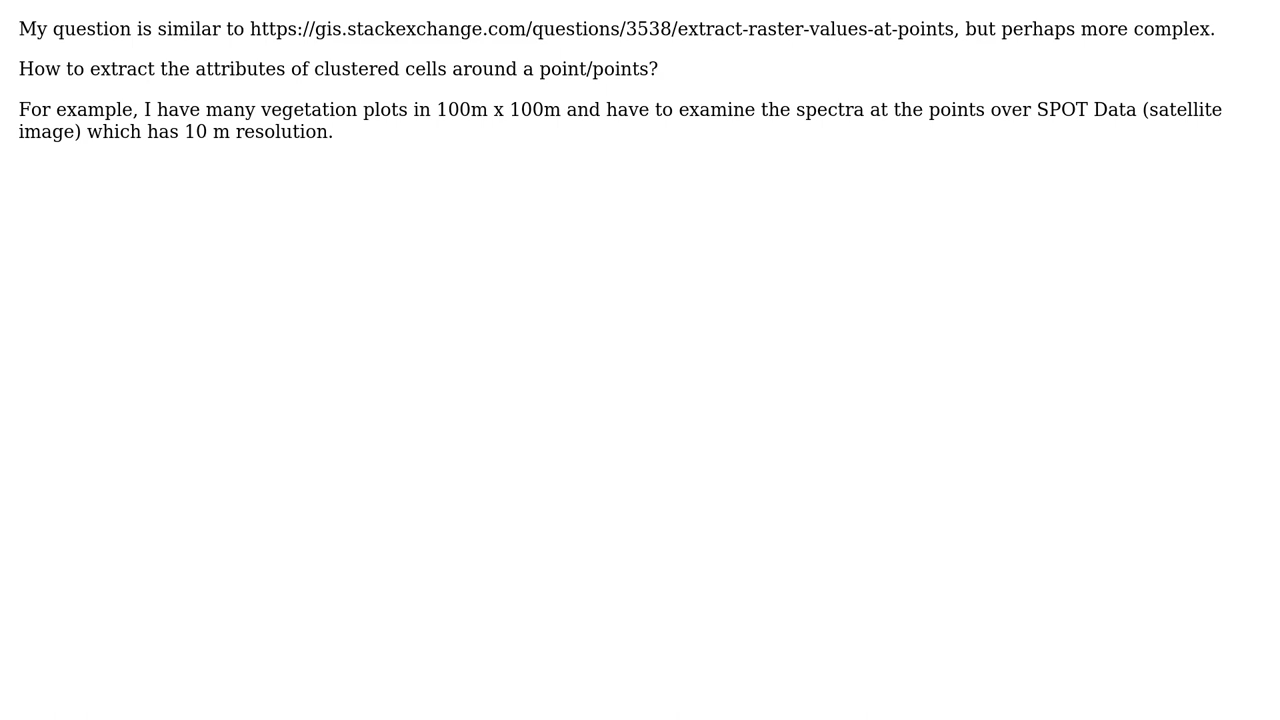 My question is similar to https://gis.stackexchange.com/questions/3538/extract-raster-values-at-points, but perhaps more complex.
How to extract the attributes of clustered cells around a point/points?
For example, I have many vegetation plots in 100m x 100m and have to examine the spectra at the points over SPOT Data (satellite
image) which has 10 m resolution.